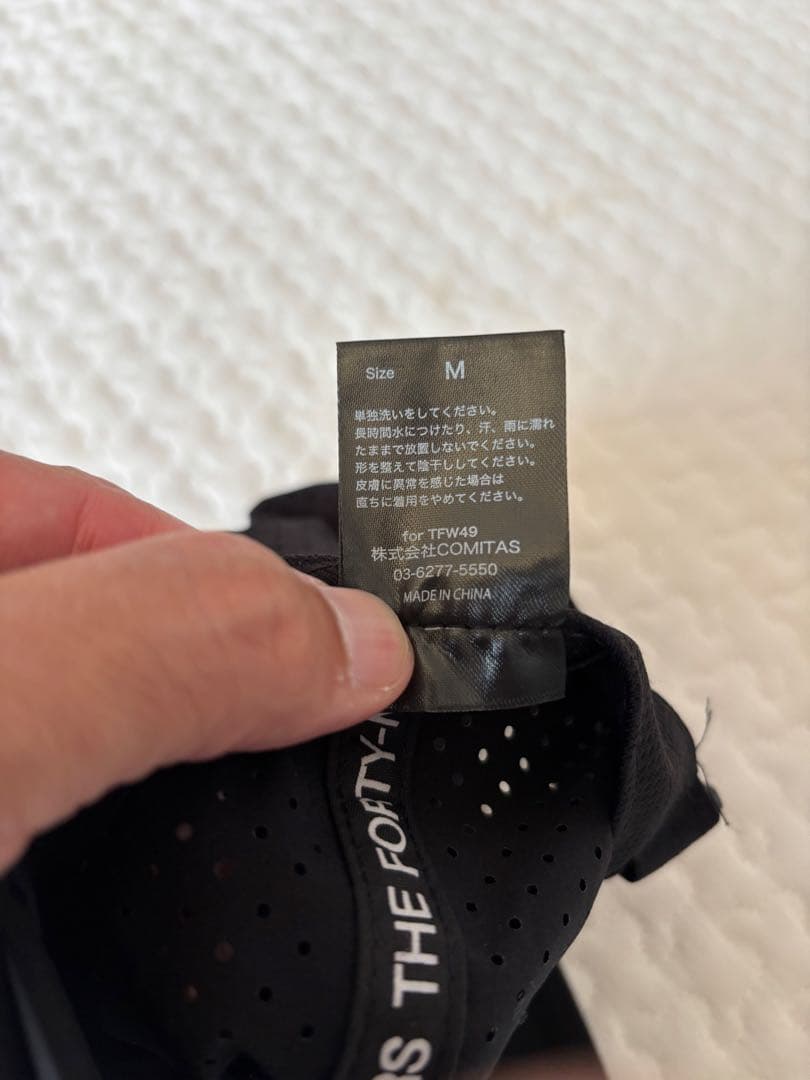 Size M
単独洗いをしてください。
長時間水につけたり、汗、雨に濡れ
たままで放置しないでください。
形を整えて陰干ししてください。
皮膚に異常を感じた場合は
直ちに着用をやめてください。
for TFW49
株式会社COMITAS
03-6277-5550
MADE IN CHINA
THE FORTY-